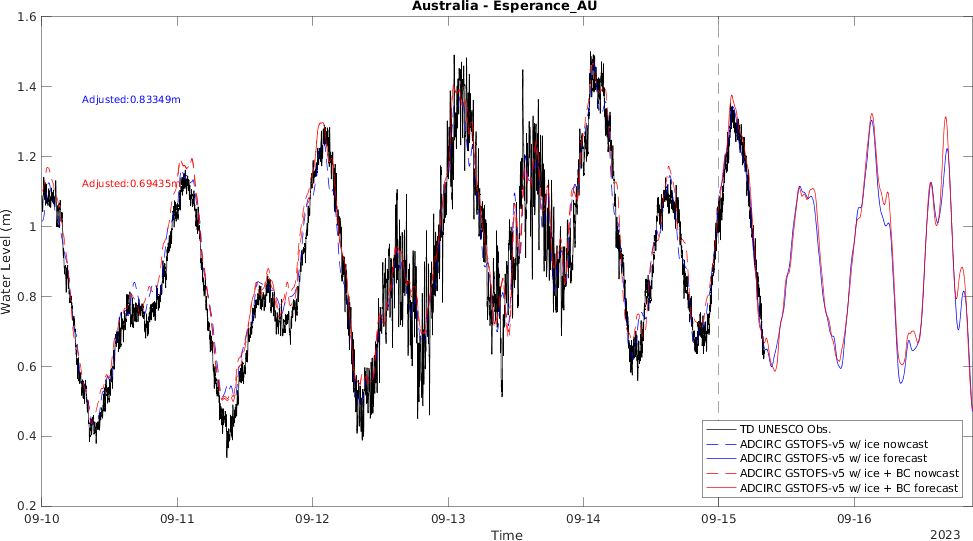 Australia - Esperance_AU
1.6
1.4
1.2
1
0.8
0.6
0.4
0.2
Water Level (m)
Adjusted:0.83349m
Adjusted:0.69435m
TD UNESCO Obs.
ADCIRC GSTOFS-v5 w/ ice nowcast
ADCIRC GSTOFS-v5 w/ ice forecast
ADCIRC GSTOFS-v5 w/ ice + BC nowcast
ADCIRC GSTOFS-v5 w/ ice + BC forecast
09-10 09-11 09-12 09-13 09-14 09-15 09-16
Time
2023